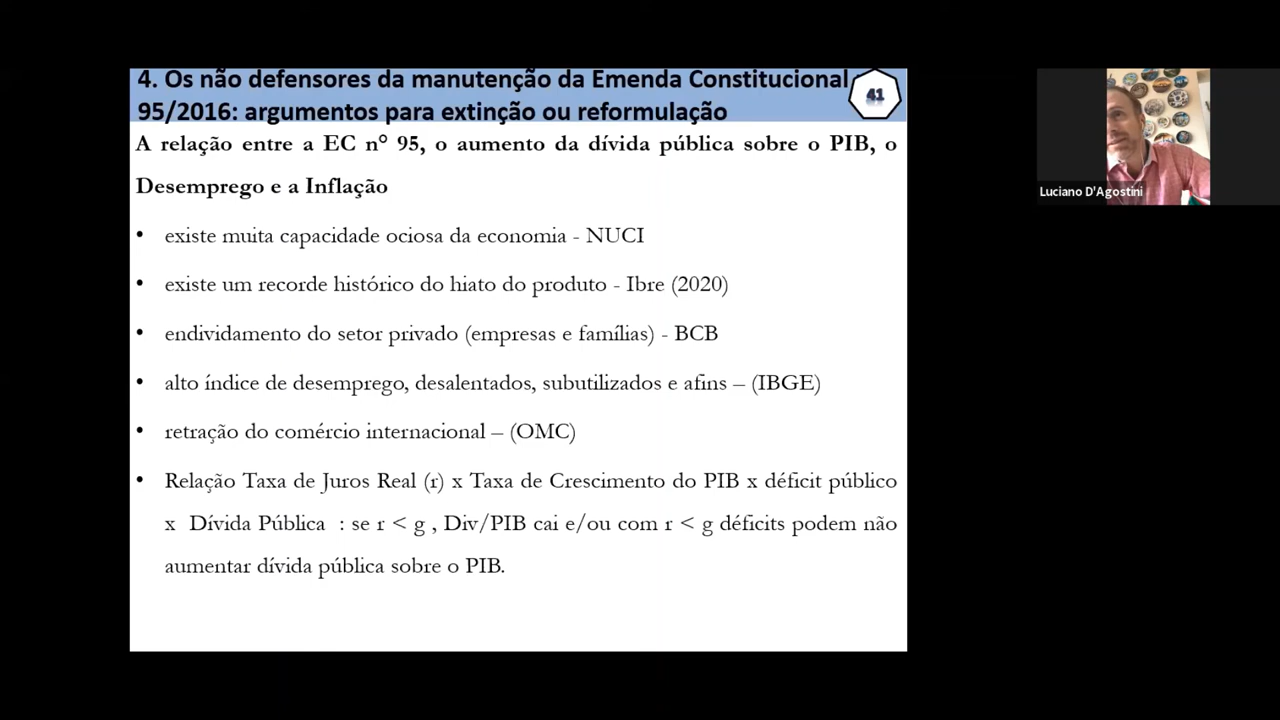 4. Os não defensores da manutenção da Emenda Constitucional
95/2016: argumentos para extinção ou reformulação
41
A relação entre a EC n° 95, o aumento da dívida pública sobre o PIB, o
Desemprego e a Inflação
• existe muita capacidade ociosa da economia - NUCI
• existe um recorde histórico do hiato do produto - Ibre (2020)
• endividamento do setor privado (empresas e famílias) - BCB
• alto índice de desemprego, desalentados, subutilizados e afins – (IBGE)
• retração do comércio internacional – (OMC)
• Relação Taxa de Juros Real (r) x Taxa de Crescimento do PIB x déficit público
x Dívida Pública : se r < g , Div/PIB cai e/ou com r < g déficits podem não
aumentar dívida pública sobre o PIB.
Luciano D'Agostini